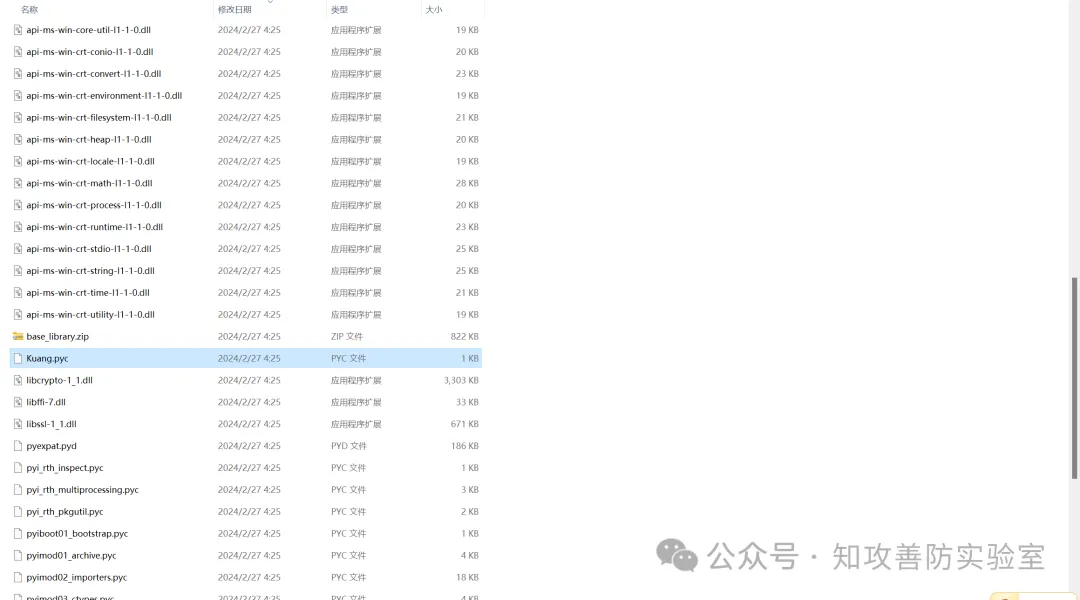 名称 修改日期 类型 大小
api-ms-win-core-util-l1-1-0.dll 2024/2/27 4:25 应用程序扩展 19 KB
api-ms-win-crt-conio-l1-1-0.dll 2024/2/27 4:25 应用程序扩展 20 KB
api-ms-win-crt-convert-l1-1-0.dll 2024/2/27 4:25 应用程序扩展 23 KB
api-ms-win-crt-environment-l1-1-0.dll 2024/2/27 4:25 应用程序扩展 19 KB
api-ms-win-crt-filesystem-l1-1-0.dll 2024/2/27 4:25 应用程序扩展 21 KB
api-ms-win-crt-heap-l1-1-0.dll 2024/2/27 4:25 应用程序扩展 20 KB
api-ms-win-crt-locale-l1-1-0.dll 2024/2/27 4:25 应用程序扩展 19 KB
api-ms-win-crt-math-l1-1-0.dll 2024/2/27 4:25 应用程序扩展 28 KB
api-ms-win-crt-process-l1-1-0.dll 2024/2/27 4:25 应用程序扩展 20 KB
api-ms-win-crt-runtime-l1-1-0.dll 2024/2/27 4:25 应用程序扩展 23 KB
api-ms-win-crt-stdio-l1-1-0.dll 2024/2/27 4:25 应用程序扩展 25 KB
api-ms-win-crt-string-l1-1-0.dll 2024/2/27 4:25 应用程序扩展 25 KB
api-ms-win-crt-time-l1-1-0.dll 2024/2/27 4:25 应用程序扩展 21 KB
api-ms-win-crt-utility-l1-1-0.dll 2024/2/27 4:25 应用程序扩展 19 KB
base_library.zip 2024/2/27 4:25 ZIP 文件 822 KB
Kuang.pyc 2024/2/27 4:25 PYC 文件 1 KB
libcrypto-1_1.dll 2024/2/27 4:25 应用程序扩展 3,303 KB
libffi-7.dll 2024/2/27 4:25 应用程序扩展 33 KB
libssl-1_1.dll 2024/2/27 4:25 应用程序扩展 671 KB
pyexpat.pyd 2024/2/27 4:25 PYD 文件 186 KB
pyi_rth_inspect.pyc 2024/2/27 4:25 PYC 文件 1 KB
pyi_rth_multiprocessing.pyc 2024/2/27 4:25 PYC 文件 3 KB
pyi_rth_pkgutil.pyc 2024/2/27 4:25 PYC 文件 2 KB
pyiboot01_bootstrap.pyc 2024/2/27 4:25 PYC 文件 1 KB
pyimod01_archive.pyc 2024/2/27 4:25 PYC 文件 4 KB
pyimod02_importers.pyc 2024/2/27 4:25 PYC 文件 18 KB
pyimod03_ctypes.pyc 2024/2/27 4:25 PYC 文件 4 KB
公众号 · 知攻善防实验室